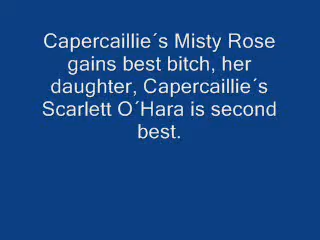 Capercaillie´s Misty Rose
gains best bitch, her
daughter, Capercaillie´s
Scarlett O´Hara is second
best.